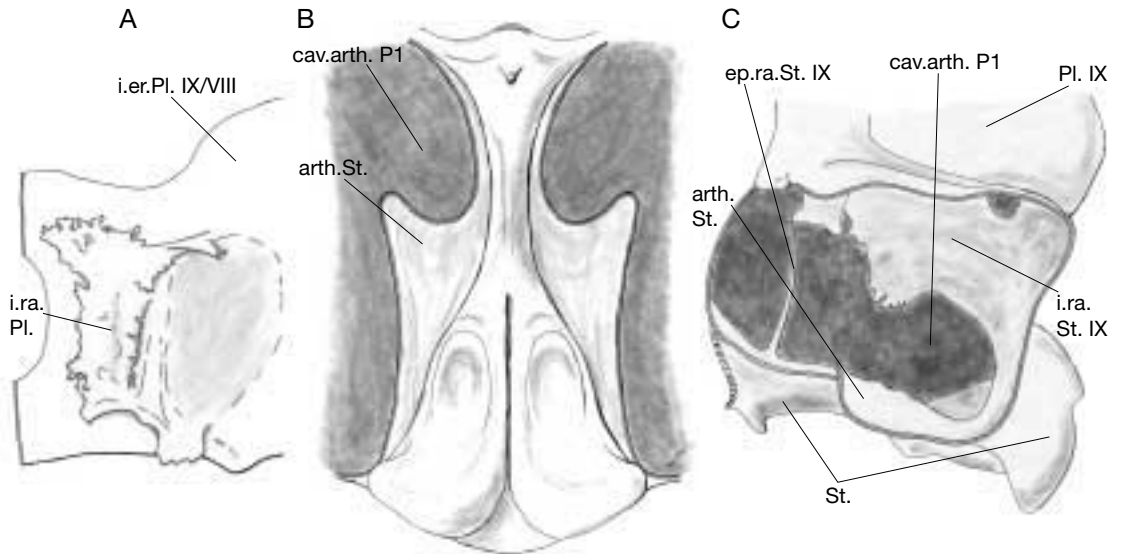 A
B
C
i.er.Pl. IX/VIII
i.ra.
Pl.
cav.arth. P1
arth.St.
ep.ra.St. IX
cav.arth. P1
Pl. IX
arth.
St.
i.ra.
St. IX
St.